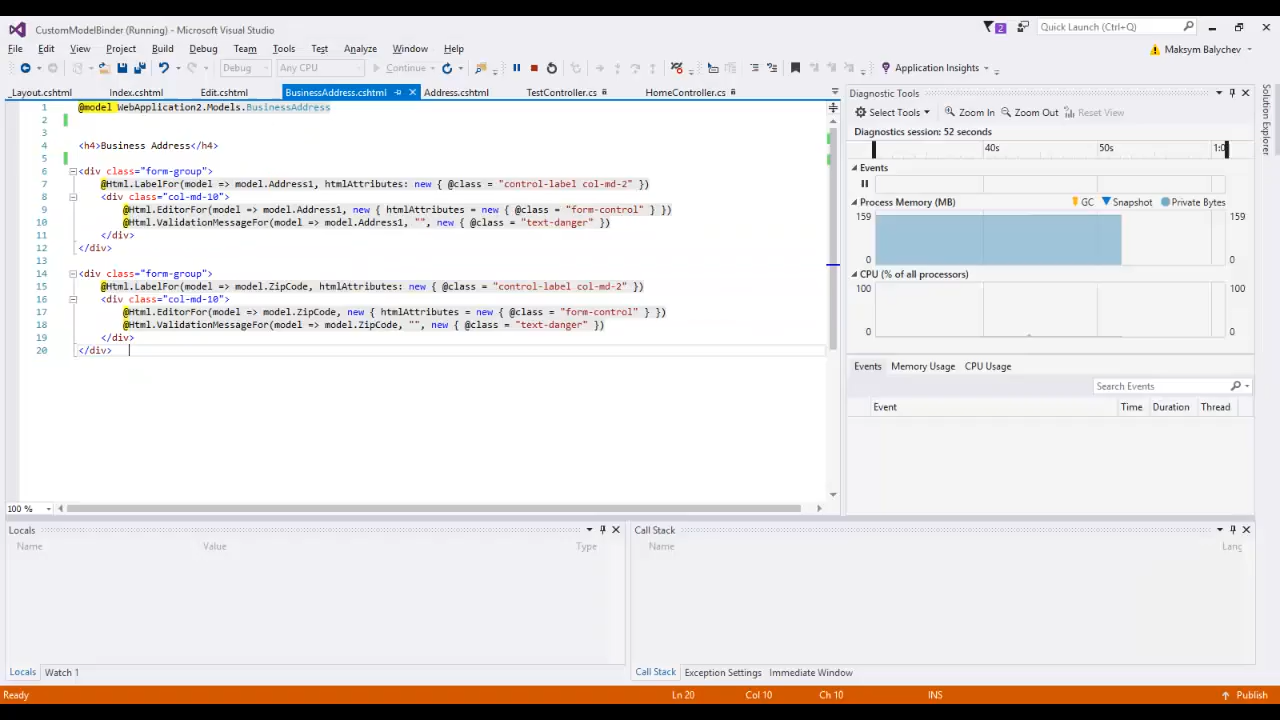 CustomModelBinder (Running) - Microsoft Visual Studio
2
Quick Launch (Ctrl+Q)
File Edit View Project Build Debug Team Tools Test Analyze Window Help
Maksym Balychev
Debug Any CPU Continue Application Insights
_Layout.cshtml Index.cshtml Edit.cshtml BusinessAddress.cshtml Address.cshtml TestController.cs HomeController.cs
1 @model WebApplication2.Models.BusinessAddress
2
3
4 <h4>Business Address</h4>
5
6 <div class="form-group">
7 @Html.LabelFor(model => model.Address1, htmlAttributes: new { @class = "control-label col-md-2" })
8 <div class="col-md-10">
9 @Html.EditorFor(model => model.Address1, new { htmlAttributes = new { @class = "form-control" } })
10 @Html.ValidationMessageFor(model => model.Address1, "", new { @class = "text-danger" })
11 </div>
12 </div>
13
14 <div class="form-group">
15 @Html.LabelFor(model => model.ZipCode, htmlAttributes: new { @class = "control-label col-md-2" })
16 <div class="col-md-10">
17 @Html.EditorFor(model => model.ZipCode, new { htmlAttributes = new { @class = "form-control" } })
18 @Html.ValidationMessageFor(model => model.ZipCode, "", new { @class = "text-danger" })
19 </div>
20 </div>
100 %
Diagnostic Tools
Select Tools Zoom In Zoom Out Reset View
Diagnostics session: 52 seconds
40s 50s 1:0
Events
Process Memory (MB) GC Snapshot Private Bytes
159 159
0 0
CPU (% of all processors)
100 100
0 0
Events Memory Usage CPU Usage
Search Events
Event Time Duration Thread
Solution Explorer
Locals
Name Value Type
Locals Watch 1
Call Stack
Name Lang
Call Stack Exception Settings Immediate Window
Ready Ln 20 Col 10 Ch 10 INS Publish